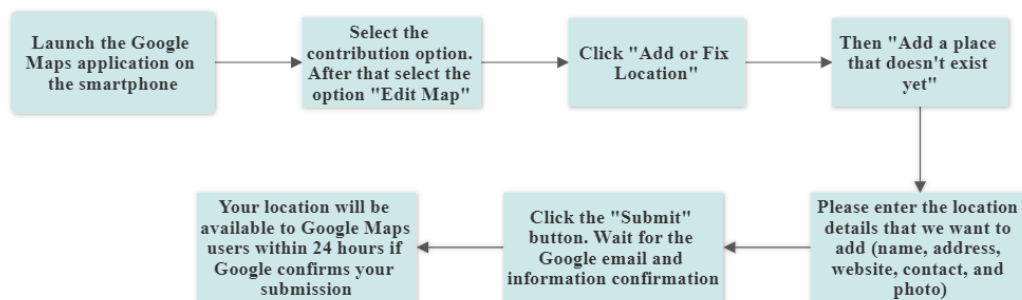 Launch the Google
Maps application on
the smartphone
Select the
contribution option.
After that select the
option "Edit Map"
Click "Add or Fix
Location"
Then "Add a place
that doesn't exist
yet"
Please enter the location
details that we want to
add (name, address,
website, contact, and
photo)
Click the "Submit"
button. Wait for the
Google email and
information confirmation
Your location will be
available to Google Maps
users within 24 hours if
Google confirms your
submission